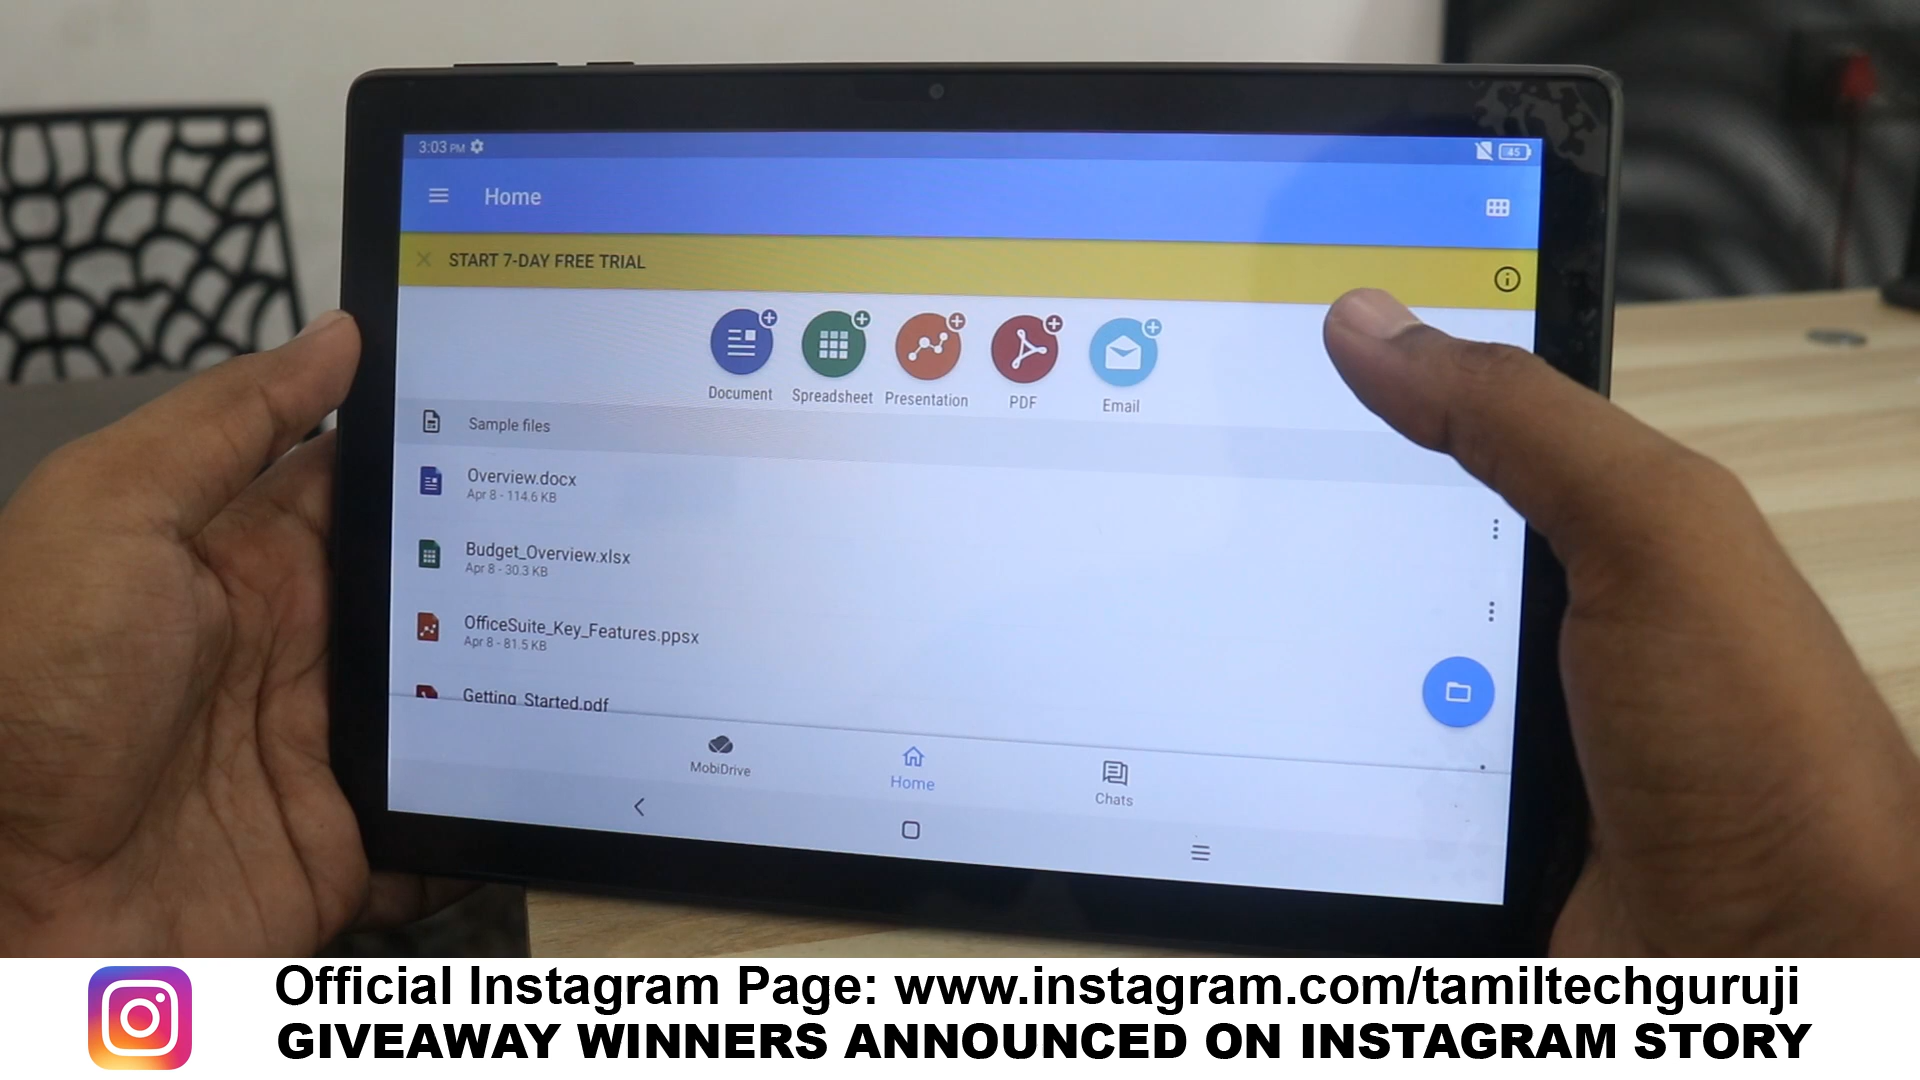 3:03 PM
45
Home
START 7-DAY FREE TRIAL
Document
Spreadsheet
Presentation
PDF
Email
Sample files
Overview.docx
Apr 8 - 114.6 KB
Budget_Overview.xlsx
Apr 8 - 30.3 KB
OfficeSuite_Key_Features.ppsx
Apr 8 - 81.5 KB
Getting_Started.pdf
MobiDrive
Home
Chats
Official Instagram Page: www.instagram.com/tamiltechguruji
GIVEAWAY WINNERS ANNOUNCED ON INSTAGRAM STORY